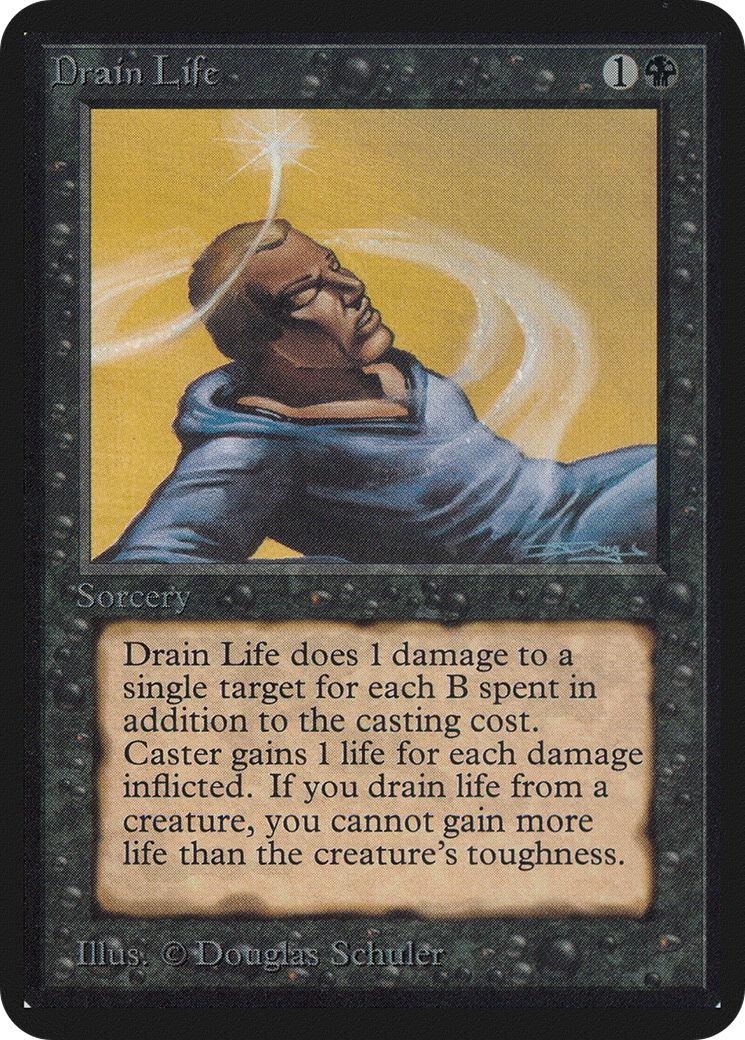 Drain Life 1
Sorcery
Drain Life does 1 damage to a
single target for each B spent in
addition to the casting cost.
Caster gains 1 life for each damage
inflicted. If you drain life from a
creature, you cannot gain more
life than the creature's toughness.
Illus. © Douglas Schuler